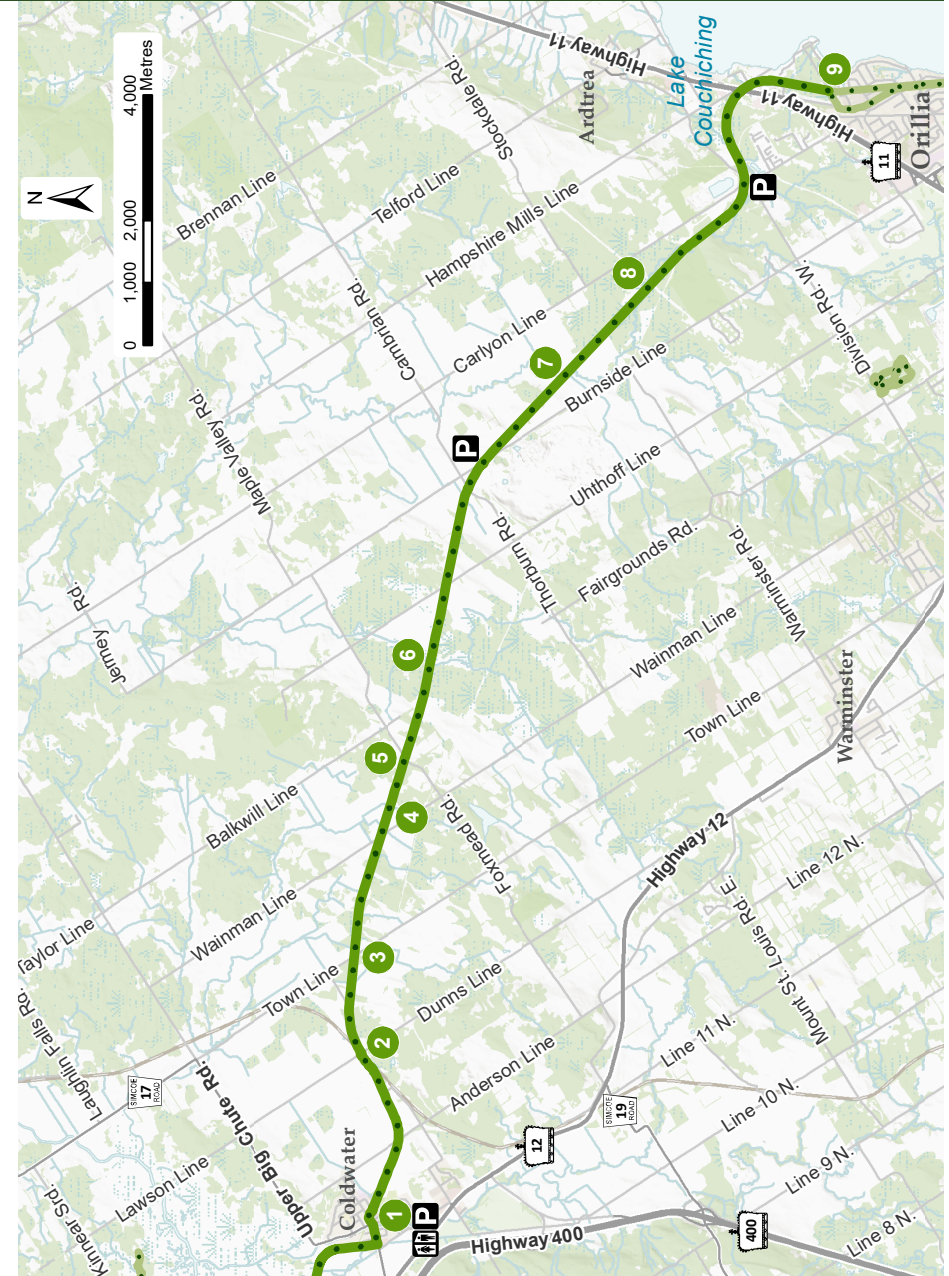 N
0 1,000 2,000 4,000
Metres
Highway 11
Lake
Couchiching
Ardtrea
Stockdale Rd.
Brennan Line
Telford Line
Hampshire Mills Line
Highway 11
11
Orillia
9
P
8
Cambrian Rd.
Carlyon Line
Division Rd. W.
7
Burnside Line
Maple Valley Rd.
P
Uhthoff Line
Thorburn Rd.
Fairgrounds Rd.
Warminster Rd.
Jermey Rd.
6
Wainman Line
Town Line
Warminster
5
4
Balkwill Line
Foxmead Rd.
Highway 12
Line 12 N.
Mount St. Louis Rd. E.
Taylor Line
Wainman Line
3
Town Line
Dunns Line
2
Laughlin Falls Rd.
SIMCOE
17
ROAD
Upper Big Chute Rd.
Anderson Line
Line 11 N.
SIMCOE
19
ROAD
Line 10 N.
12
Coldwater
Lawson Line
1
P
Kinnear Srd.
Highway 400
400
Line 9 N.
Line 8 N.